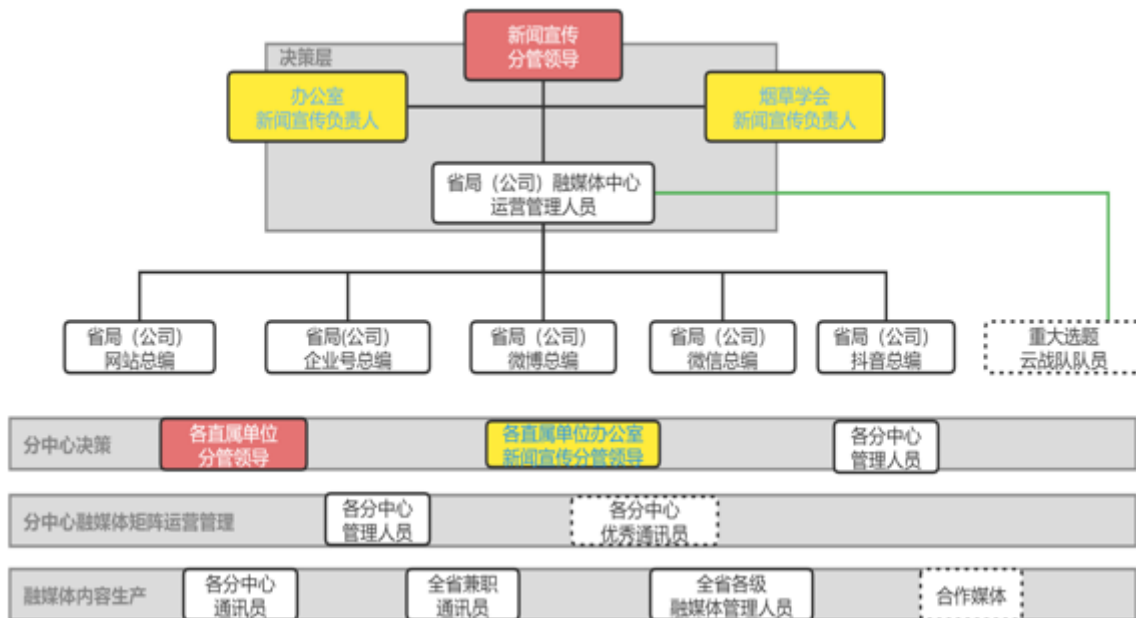 新闻宣传
分管领导
决策层
办公室
新闻宣传负责人
烟草学会
新闻宣传负责人
省局（公司）融媒体中心
运营管理人员
省局（公司）
网站总编
省局(公司)
企业号总编
省局（公司）
微博总编
省局（公司）
微信总编
省局（公司）
抖音总编
重大选题
云战队队员
分中心决策
各直属单位
分管领导
各直属单位办公室
新闻宣传分管领导
各分中心
管理人员
分中心融媒体矩阵运营管理
各分中心
管理人员
各分中心
优秀通讯员
融媒体内容生产
各分中心
通讯员
全省兼职
通讯员
全省各级
融媒体管理人员
合作媒体